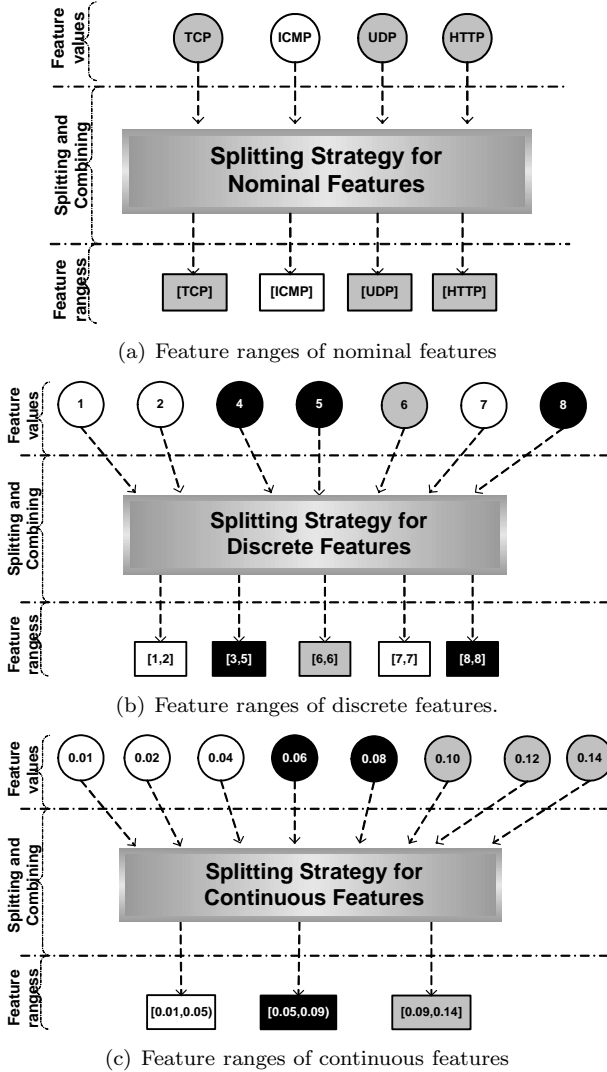 Feature values
TCP ICMP UDP HTTP
Splitting and Combining
Splitting Strategy for
Nominal Features
Feature rangess
[TCP] [ICMP] [UDP] [HTTP]
(a) Feature ranges of nominal features
Feature values
1 2 4 5 6 7 8
Splitting and Combining
Splitting Strategy for
Discrete Features
Feature rangess
[1,2] [3,5] [6,6] [7,7] [8,8]
(b) Feature ranges of discrete features.
Feature values
0.01 0.02 0.04 0.06 0.08 0.10 0.12 0.14
Splitting and Combining
Splitting Strategy for
Continuous Features
Feature rangess
[0.01,0.05) [0.05,0.09) [0.09,0.14]
(c) Feature ranges of continuous features